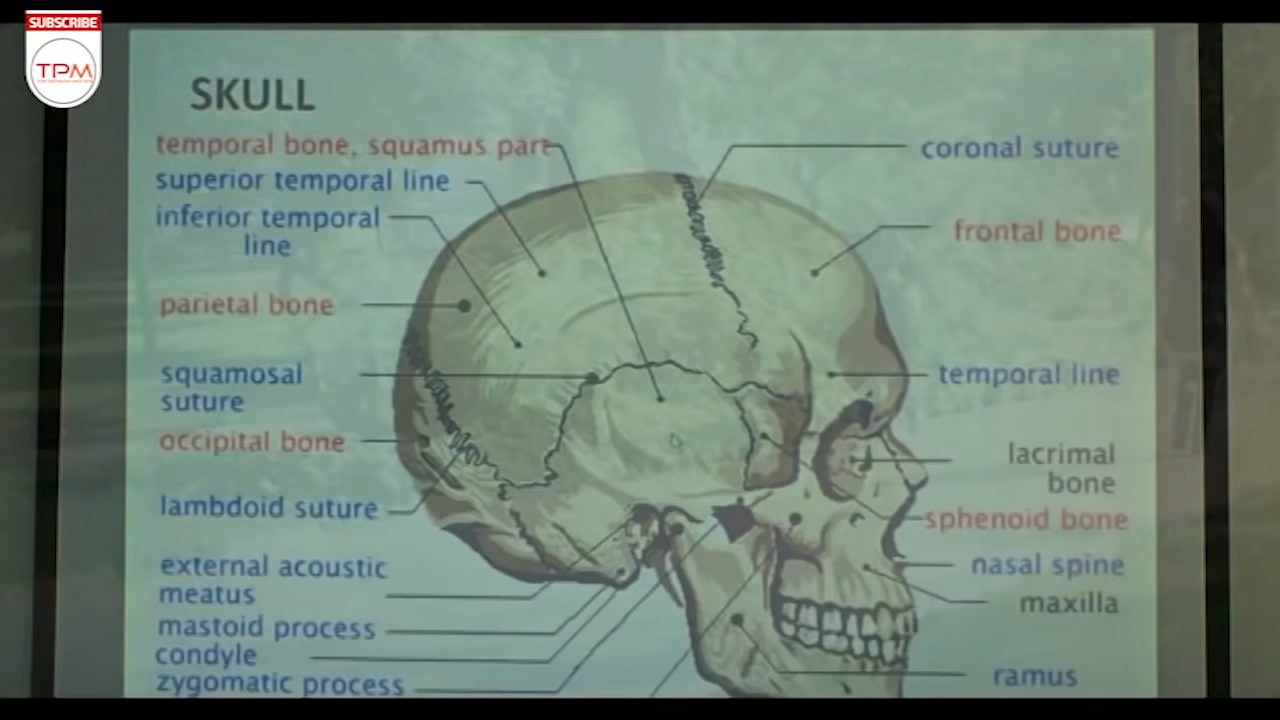 SUBSCRIBE
TPM
SKULL
temporal bone, squamus part
superior temporal line
inferior temporal
line
parietal bone
squamosal
suture
occipital bone
lambdoid suture
external acoustic
meatus
mastoid process
condyle
zygomatic process
coronal suture
frontal bone
temporal line
lacrimal
bone
sphenoid bone
nasal spine
maxilla
ramus